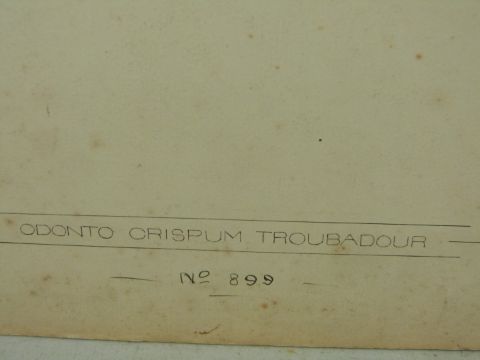 ODONTO CRISPUM TROUBADOUR
Nº 899